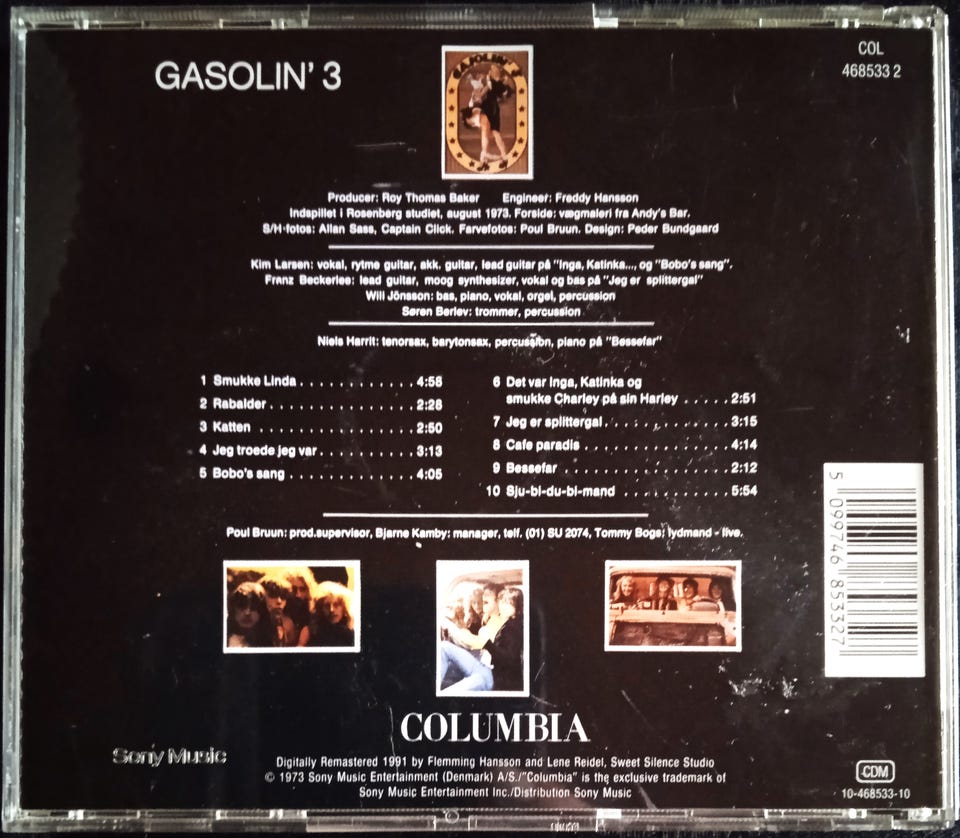 GASOLIN' 3
COL
468533 2
GASOLIN' 3
Producer: Roy Thomas Baker Engineer: Freddy Hansson
Indspillet i Rosenberg studiet, august 1973. Forside: vægmaleri fra Andy's Bar.
S/H-fotos: Allan Sass, Captain Click. Farvefotos: Poul Bruun. Design: Peder Bundgaard
Kim Larsen: vokal, rytme guitar, akk. guitar, lead guitar på "Inga, Katinka..., og "Bobo's sang".
Franz Beckerlee: lead guitar, moog synthesizer, vokal og bas på "Jeg er splittergal"
Will Jönsson: bas, piano, vokal, orgel, percussion
Søren Berlev: trommer, percussion
Niels Harrit: tenorsax, barytonsax, percussion, piano på "Bessefar"
1 Smukke Linda . . . . . . . . . . . . . 4:58
2 Rabalder . . . . . . . . . . . . . . . . 2:28
3 Katten . . . . . . . . . . . . . . . . . 2:50
4 Jeg troede jeg var . . . . . . . . . . . 3:13
5 Bobo's sang . . . . . . . . . . . . . . 4:05
6 Det var Inga, Katinka og
smukke Charley på sin Harley . . . . . 2:51
7 Jeg er splittergal . . . . . . . . . . . . 3:15
8 Cafe paradis . . . . . . . . . . . . . . 4:14
9 Bessefar . . . . . . . . . . . . . . . . 2:12
10 Sju-bi-du-bi-mand . . . . . . . . . . . 5:54
Poul Bruun: prod.supervisor, Bjarne Kamby: manager, telf. (01) SU 2074, Tommy Bogs: lydmand - live.
5 099746 853327
COLUMBIA
Sony Music
Digitally Remastered 1991 by Flemming Hansson and Lene Reidel, Sweet Silence Studio
© 1973 Sony Music Entertainment (Denmark) A/S./"Columbia" is the exclusive trademark of
Sony Music Entertainment Inc./Distribution Sony Music
CDM
10-468533-10